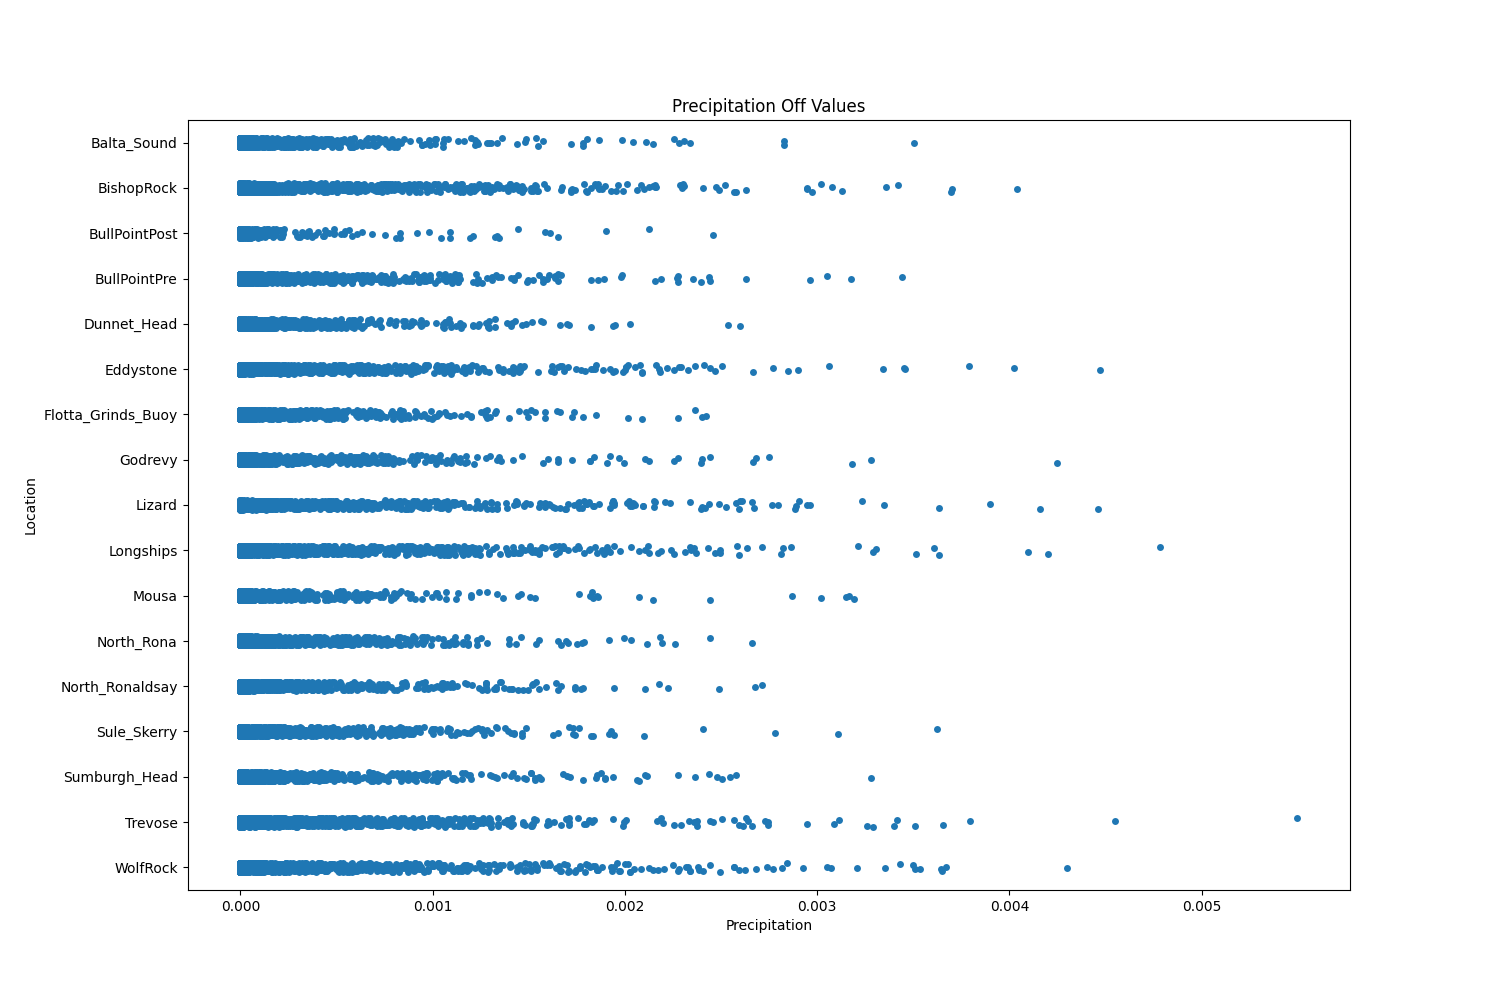 Precipitation Off Values
Balta_Sound
BishopRock
BullPointPost
BullPointPre
Dunnet_Head
Eddystone
Flotta_Grinds_Buoy
Godrevy
Lizard
Longships
Mousa
North_Rona
North_Ronaldsay
Sule_Skerry
Sumburgh_Head
Trevose
WolfRock
Location
0.000 0.001 0.002 0.003 0.004 0.005
Precipitation